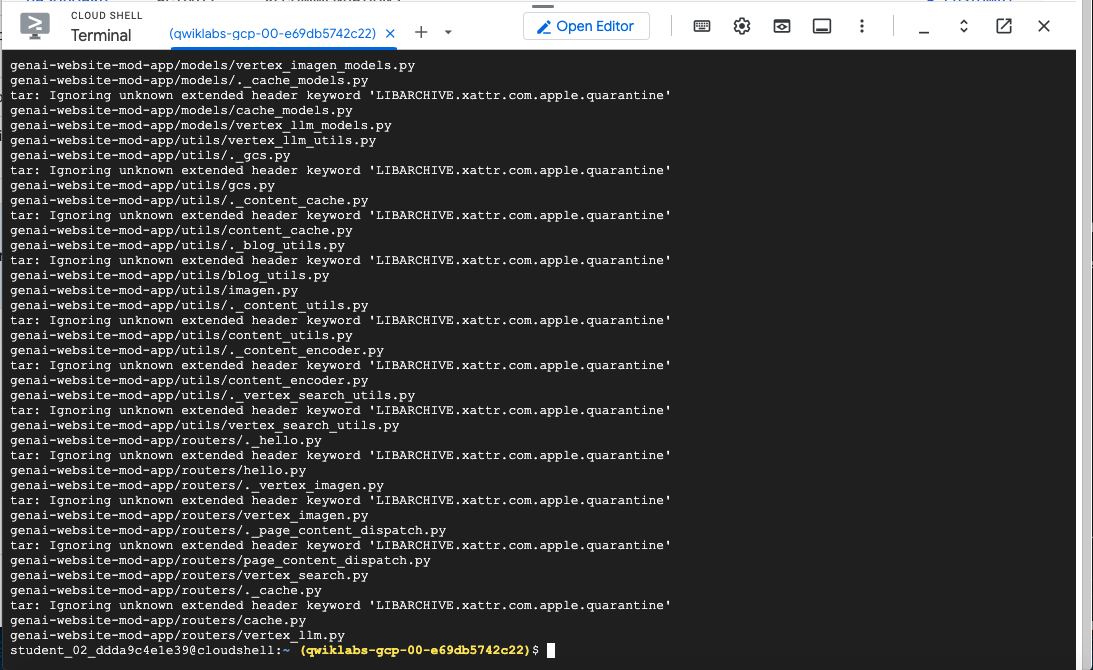 CLOUD SHELL
Terminal
(qwiklabs-gcp-00-e69db5742c22)
Open Editor
genai-website-mod-app/models/vertex_imagen_models.py
genai-website-mod-app/models/._cache_models.py
tar: Ignoring unknown extended header keyword 'LIBARCHIVE.xattr.com.apple.quarantine'
genai-website-mod-app/models/cache_models.py
genai-website-mod-app/models/vertex_llm_models.py
genai-website-mod-app/utils/vertex_llm_utils.py
genai-website-mod-app/utils/._gcs.py
tar: Ignoring unknown extended header keyword 'LIBARCHIVE.xattr.com.apple.quarantine'
genai-website-mod-app/utils/gcs.py
genai-website-mod-app/utils/._content_cache.py
tar: Ignoring unknown extended header keyword 'LIBARCHIVE.xattr.com.apple.quarantine'
genai-website-mod-app/utils/content_cache.py
genai-website-mod-app/utils/._blog_utils.py
tar: Ignoring unknown extended header keyword 'LIBARCHIVE.xattr.com.apple.quarantine'
genai-website-mod-app/utils/blog_utils.py
genai-website-mod-app/utils/imagen.py
genai-website-mod-app/utils/._content_utils.py
tar: Ignoring unknown extended header keyword 'LIBARCHIVE.xattr.com.apple.quarantine'
genai-website-mod-app/utils/content_utils.py
genai-website-mod-app/utils/._content_encoder.py
tar: Ignoring unknown extended header keyword 'LIBARCHIVE.xattr.com.apple.quarantine'
genai-website-mod-app/utils/content_encoder.py
genai-website-mod-app/utils/._vertex_search_utils.py
tar: Ignoring unknown extended header keyword 'LIBARCHIVE.xattr.com.apple.quarantine'
genai-website-mod-app/utils/vertex_search_utils.py
genai-website-mod-app/routers/._hello.py
tar: Ignoring unknown extended header keyword 'LIBARCHIVE.xattr.com.apple.quarantine'
genai-website-mod-app/routers/hello.py
genai-website-mod-app/routers/._vertex_imagen.py
tar: Ignoring unknown extended header keyword 'LIBARCHIVE.xattr.com.apple.quarantine'
genai-website-mod-app/routers/vertex_imagen.py
genai-website-mod-app/routers/._page_content_dispatch.py
tar: Ignoring unknown extended header keyword 'LIBARCHIVE.xattr.com.apple.quarantine'
genai-website-mod-app/routers/page_content_dispatch.py
genai-website-mod-app/routers/vertex_search.py
genai-website-mod-app/routers/._cache.py
tar: Ignoring unknown extended header keyword 'LIBARCHIVE.xattr.com.apple.quarantine'
genai-website-mod-app/routers/cache.py
genai-website-mod-app/routers/vertex_llm.py
student_02_ddda9c4e1e39@cloudshell:~ (qwiklabs-gcp-00-e69db5742c22)$